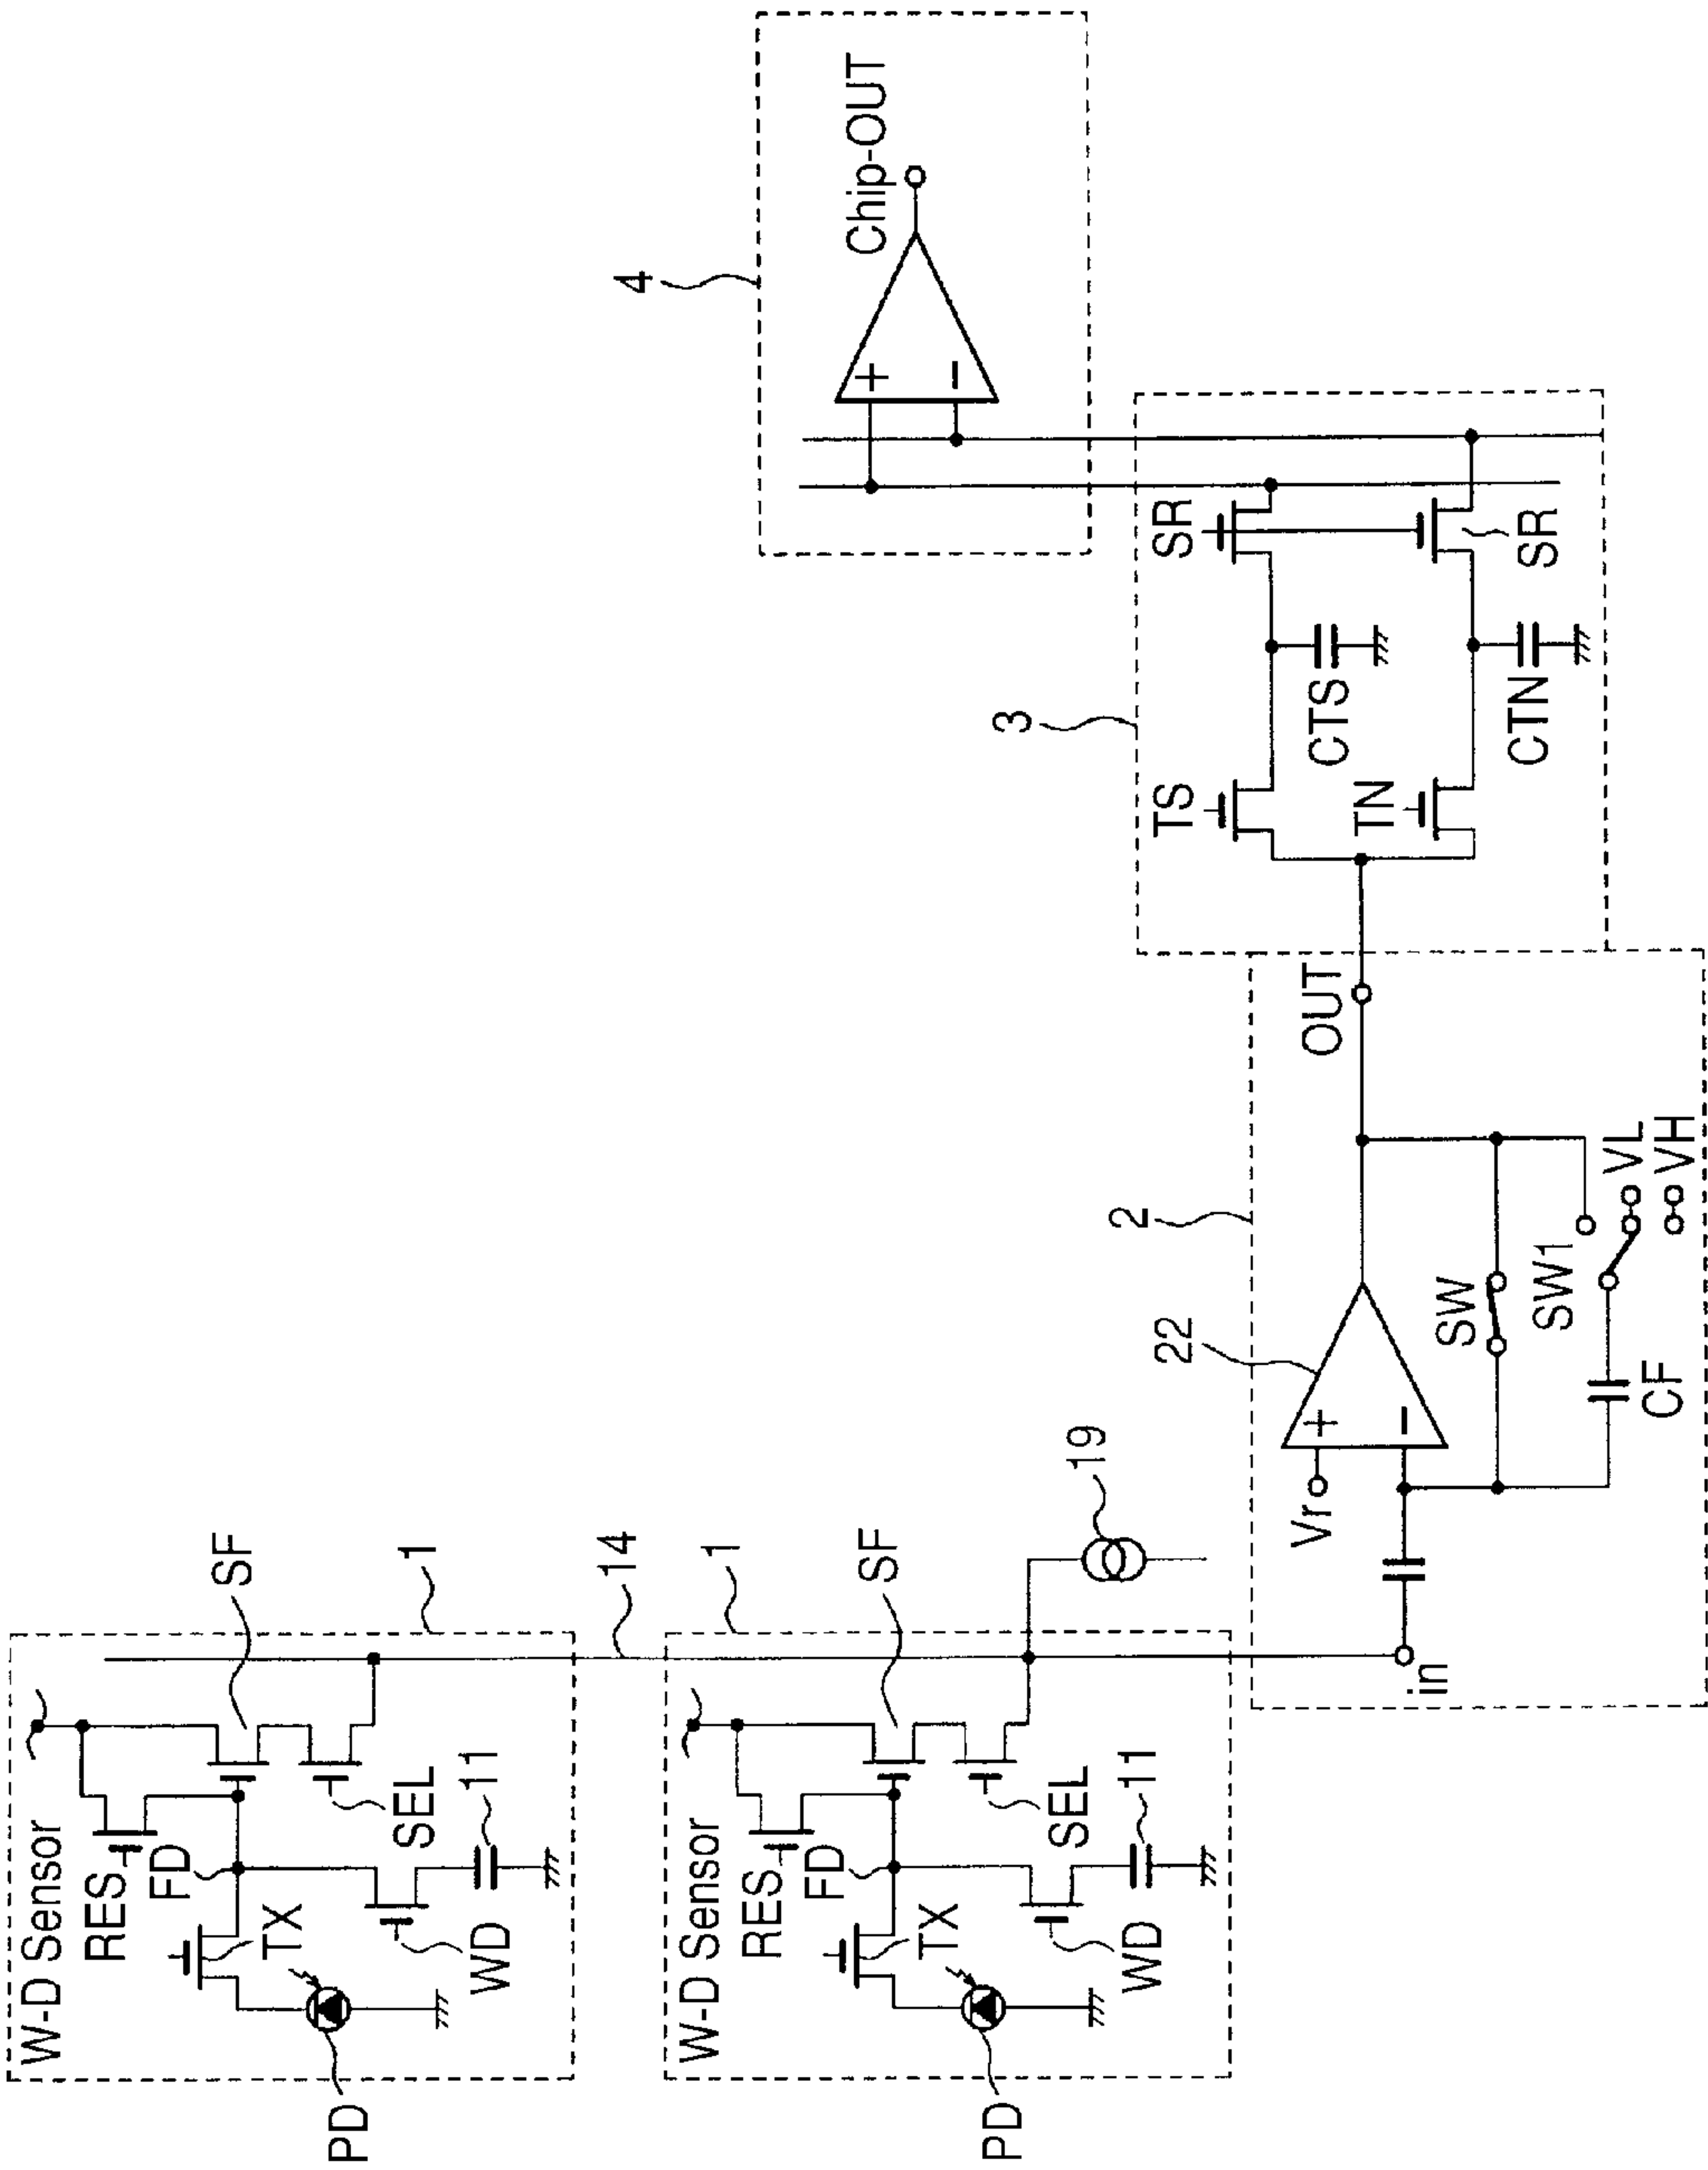 W-D Sensor
RES
FD
TX
PD
WD
SEL
11
SF
1
14
W-D Sensor
RES
FD
TX
PD
WD
SEL
11
SF
1
19
2
in
Vr
22
+
−
SW
SW1
CF
VL
VH
OUT
3
TS
TN
CTS
CTN
SR
SR
4
+
−
Chip-OUT